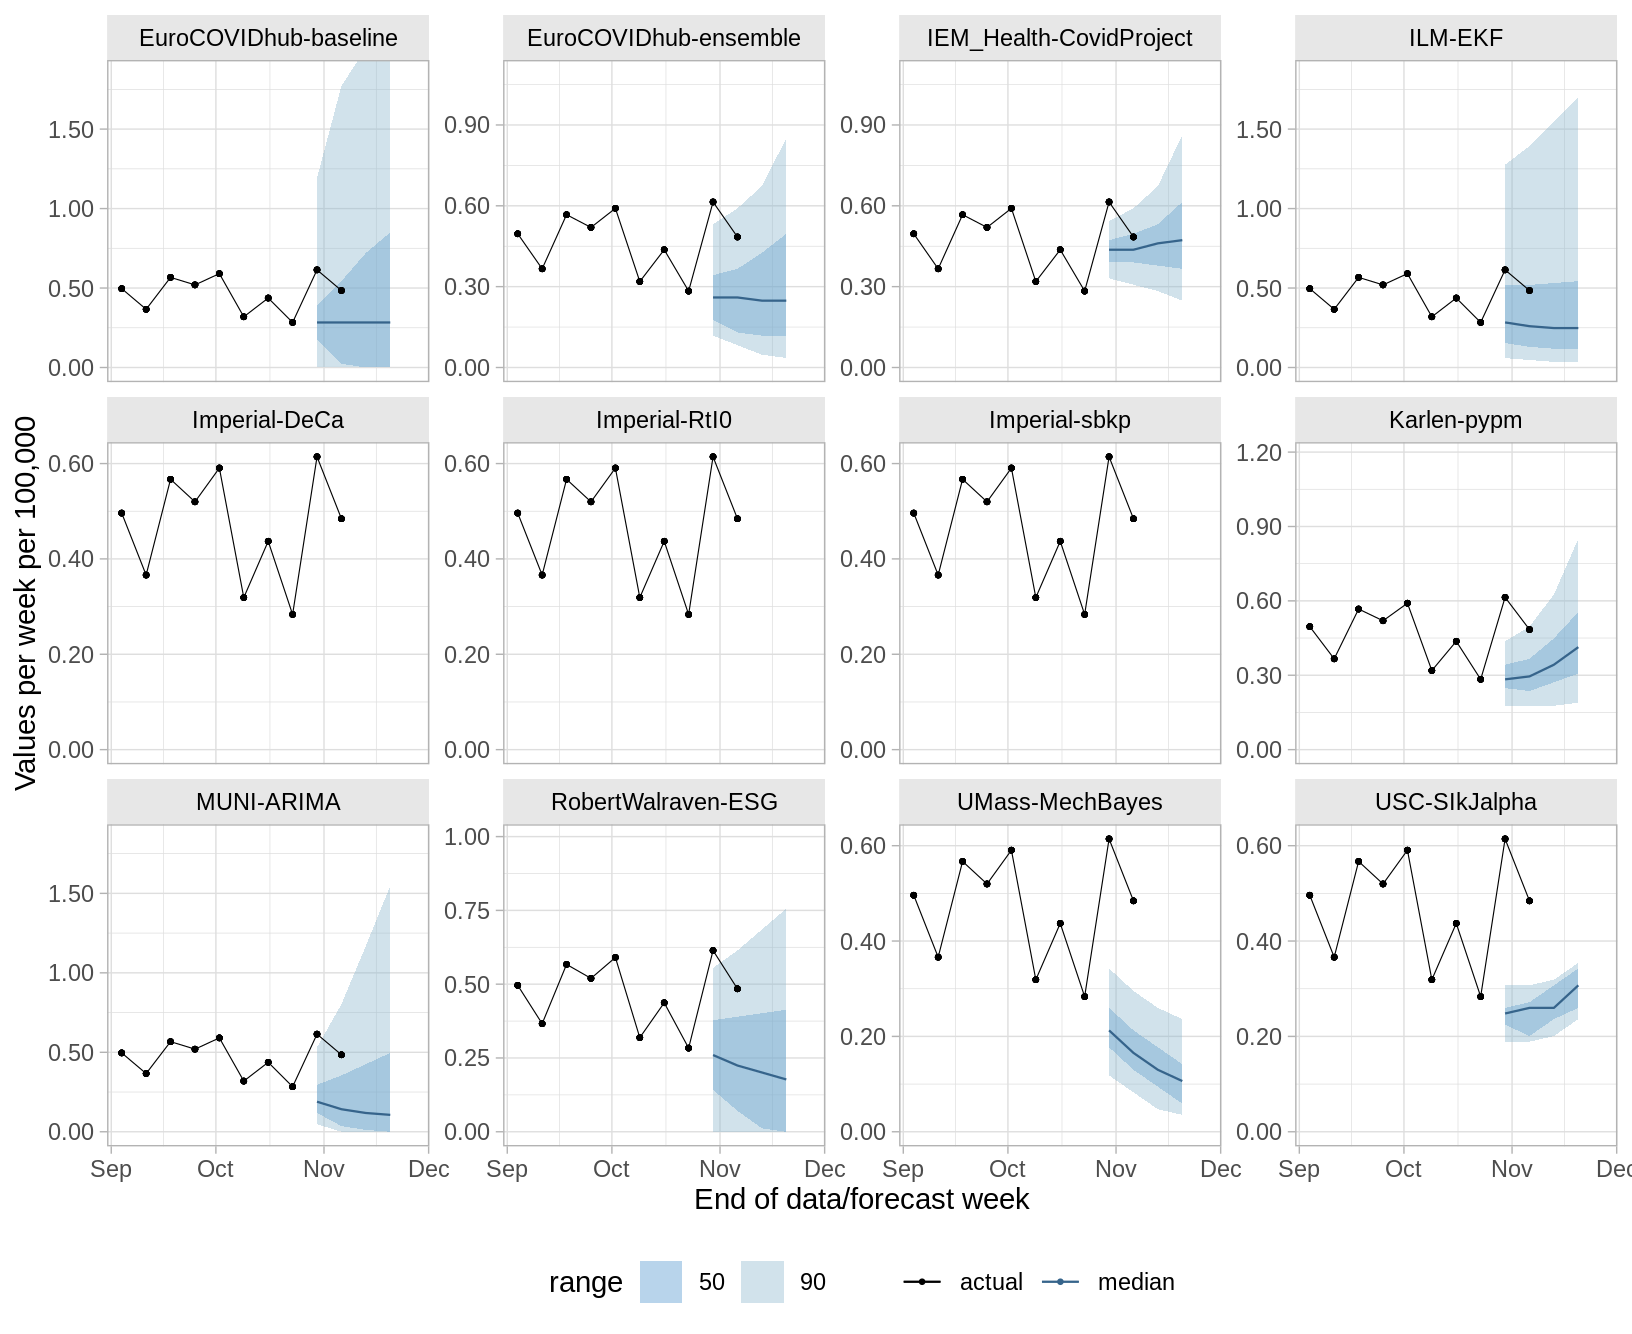 EuroCOVIDhub-baseline
EuroCOVIDhub-ensemble
IEM_Health-CovidProject
ILM-EKF
1.50
1.00
0.50
0.00
0.90
0.60
0.30
0.00
0.90
0.60
0.30
0.00
1.50
1.00
0.50
0.00
Imperial-DeCa
Imperial-RtI0
Imperial-sbkp
Karlen-pypm
0.60
0.40
0.20
0.00
0.60
0.40
0.20
0.00
0.60
0.40
0.20
0.00
1.20
0.90
0.60
0.30
0.00
Values per week per 100,000
MUNI-ARIMA
RobertWalraven-ESG
UMass-MechBayes
USC-SIkJalpha
1.50
1.00
0.50
0.00
1.00
0.75
0.50
0.25
0.00
0.60
0.40
0.20
0.00
0.60
0.40
0.20
0.00
Sep Oct Nov Dec
Sep Oct Nov Dec
Sep Oct Nov Dec
Sep Oct Nov Dec
End of data/forecast week
range 50 90 actual median